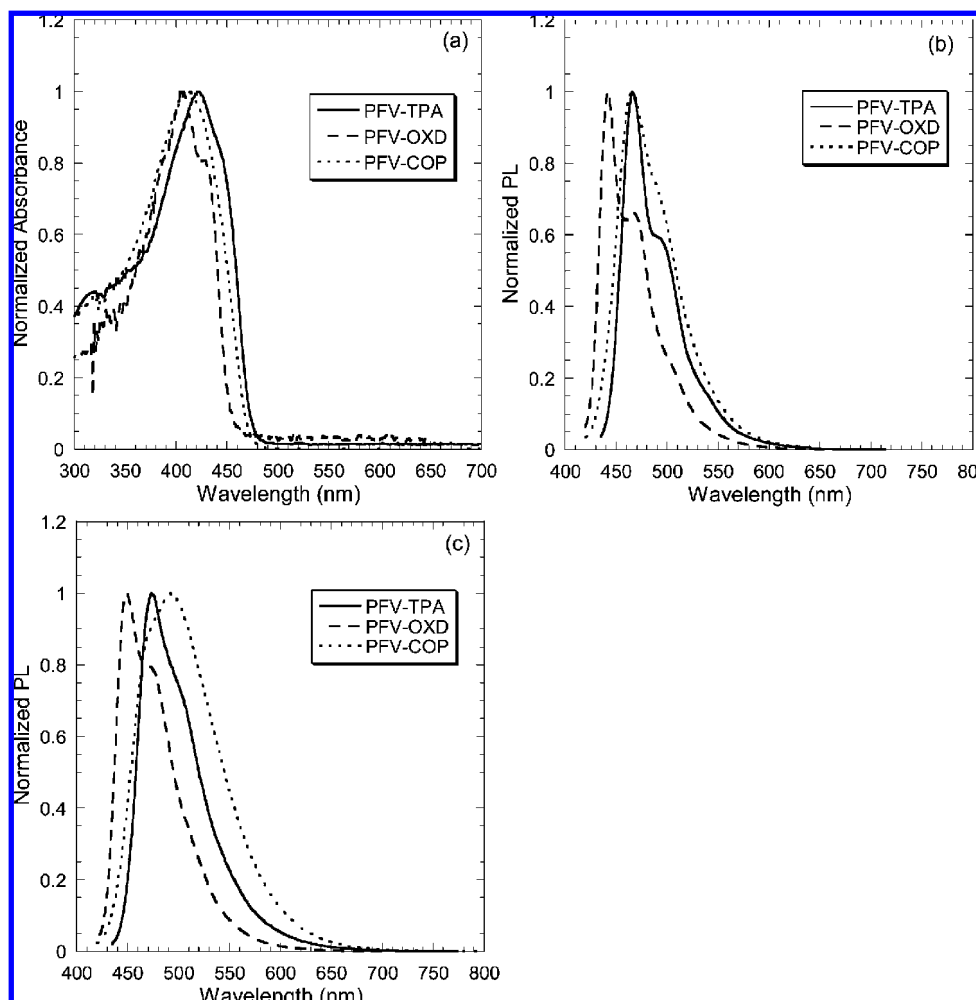 (a)
1.2
1
0.8
0.6
0.4
0.2
0
Normalized Absorbance
PFV-TPA
PFV-OXD
PFV-COP
300 350 400 450 500 550 600 650 700
Wavelength (nm)
(b)
1.2
1
0.8
0.6
0.4
0.2
0
Normalized PL
PFV-TPA
PFV-OXD
PFV-COP
400 450 500 550 600 650 700 750 800
Wavelength (nm)
(c)
1.2
1
0.8
0.6
0.4
0.2
0
Normalized PL
PFV-TPA
PFV-OXD
PFV-COP
400 450 500 550 600 650 700 750 800
Wavelength (nm)